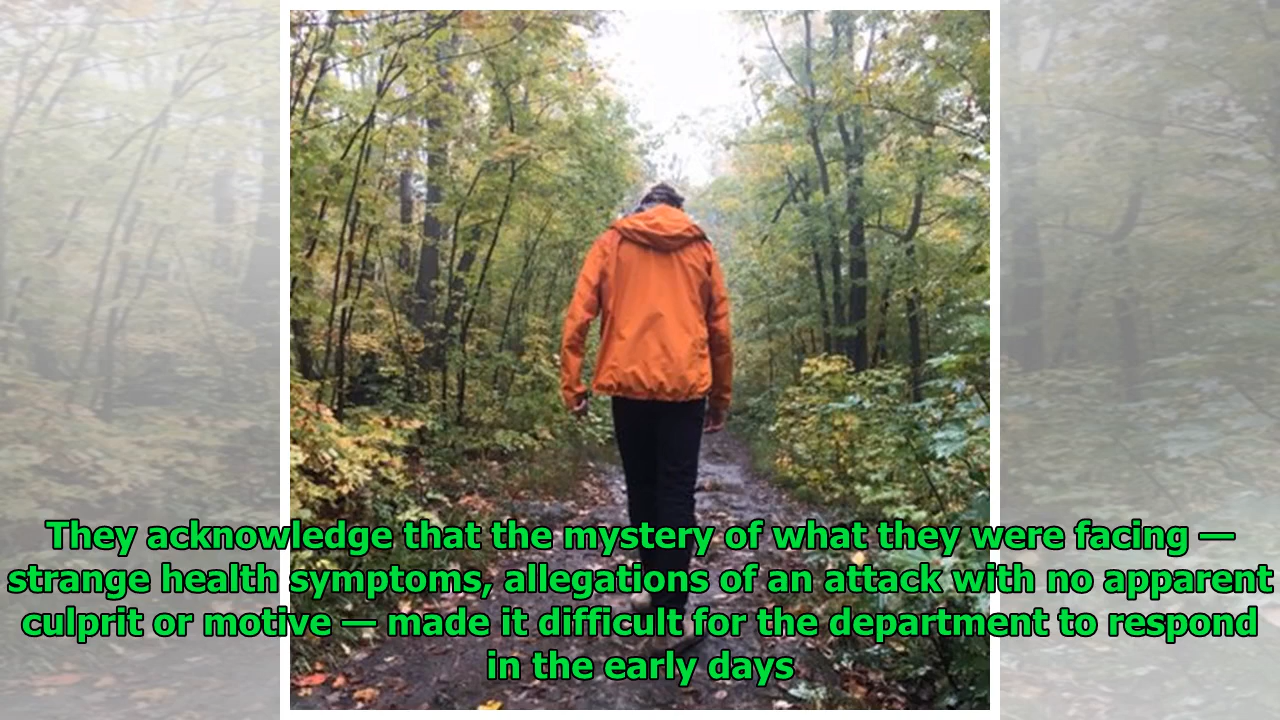 They acknowledge that the mystery of what they were facing —
strange health symptoms, allegations of an attack with no apparent
culprit or motive — made it difficult for the department to respond
in the early days